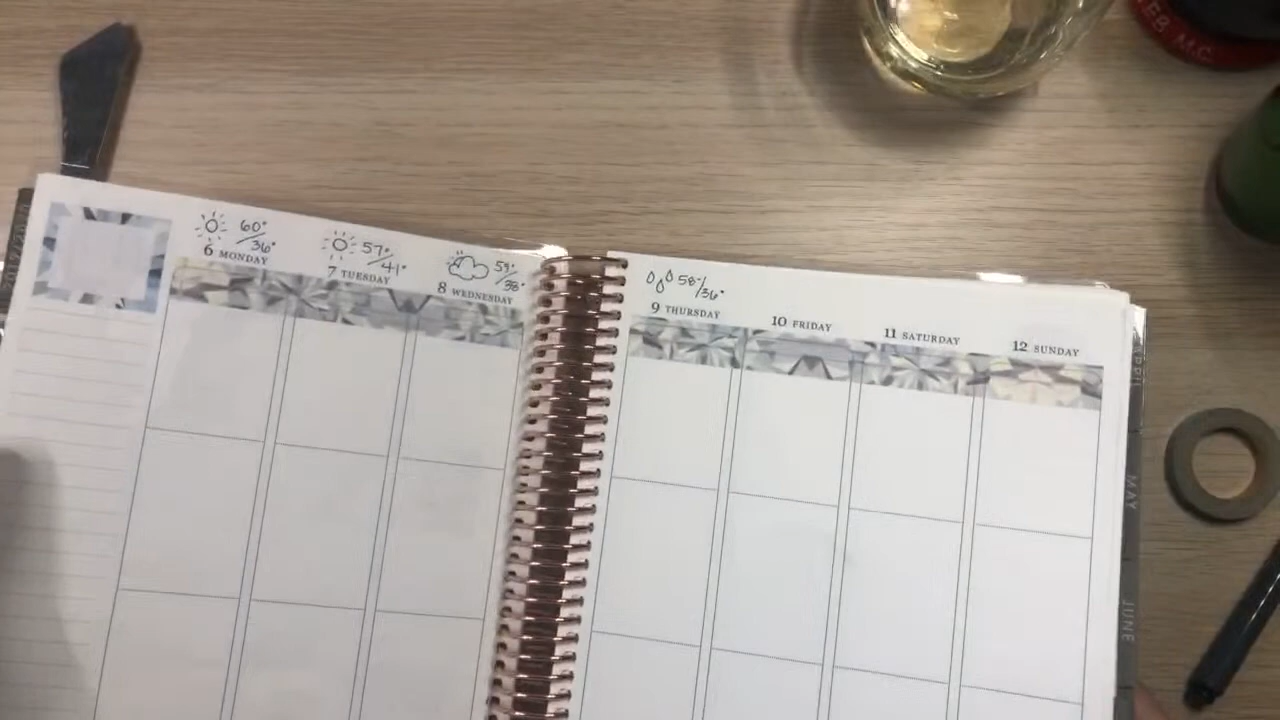 60°
/36°
6 MONDAY
57°
/41°
7 TUESDAY
59°
/38°
8 WEDNESDAY
58°/36°
9 THURSDAY
10 FRIDAY
11 SATURDAY
12 SUNDAY
APRIL
MAY
JUNE
M.C.